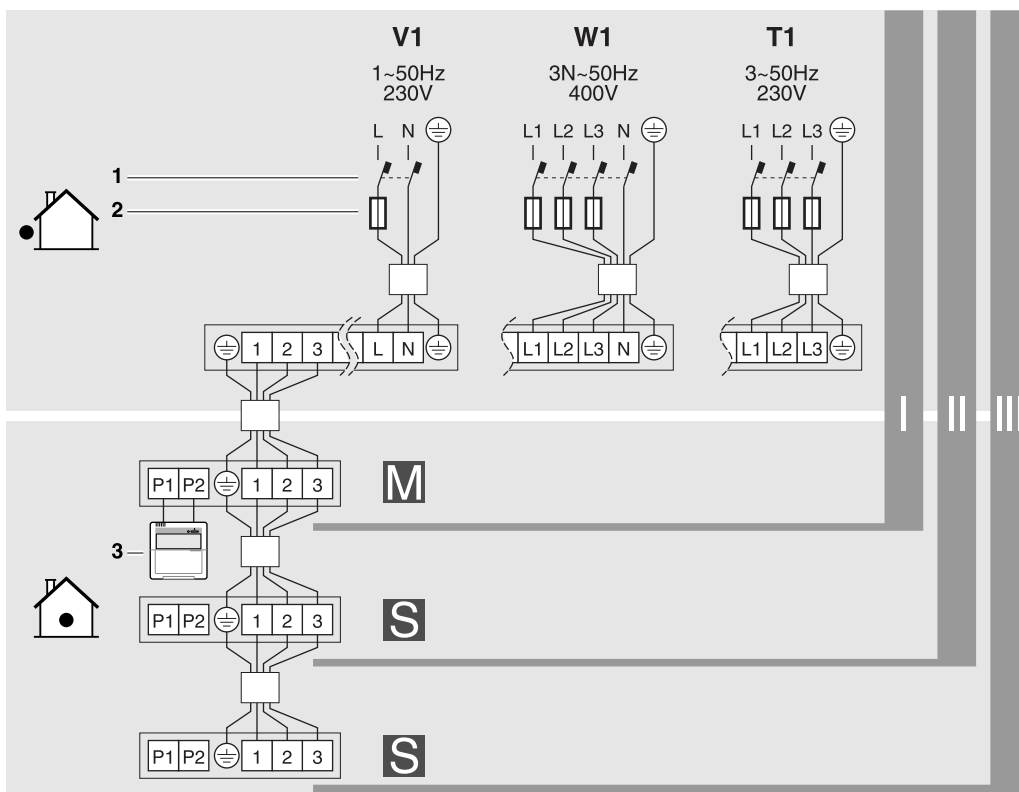 V1 W1 T1
1~50Hz 3N~50Hz 3~50Hz
230V 400V 230V
L N L1 L2 L3 N L1 L2 L3
1
2
1 2 3 L N L1 L2 L3 N L1 L2 L3
I II III
P1 P2 1 2 3 M
3
P1 P2 1 2 3 S
P1 P2 1 2 3 S